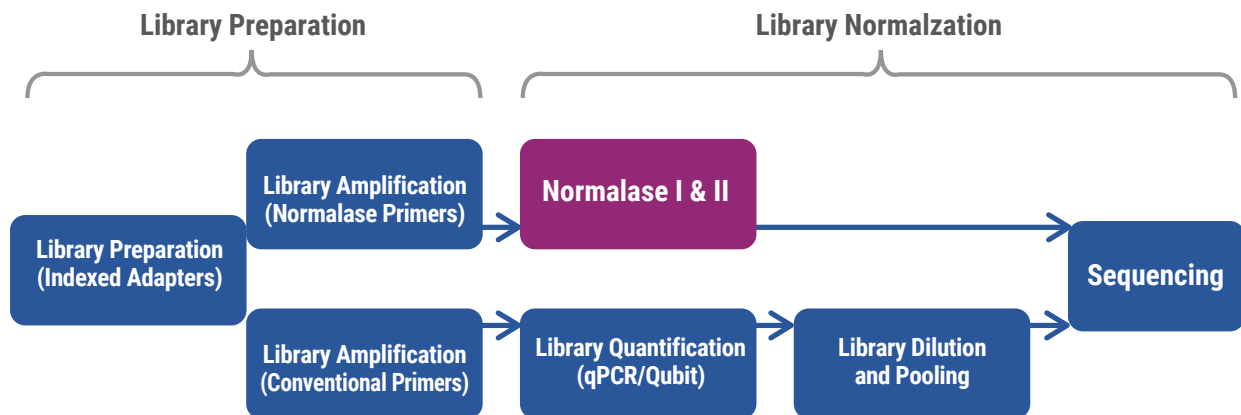 Library Preparation
Library Normalzation
Library Amplification
(Normalase Primers)
Normalase I & II
Library Preparation
(Indexed Adapters)
Sequencing
Library Amplification
(Conventional Primers)
Library Quantification
(qPCR/Qubit)
Library Dilution
and Pooling